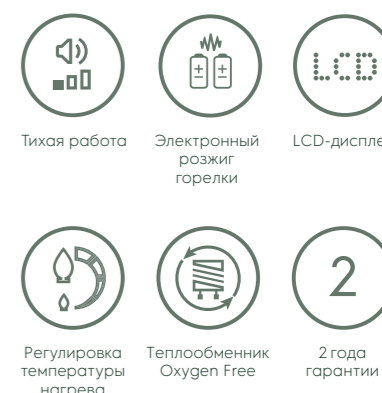 LCD
Тихая работа
Электронный
розжиг
горелки
LCD-диспле
2
Регулировка
температуры
нагрева
Теплообменник
Oxygen Free
2 года
гарантии